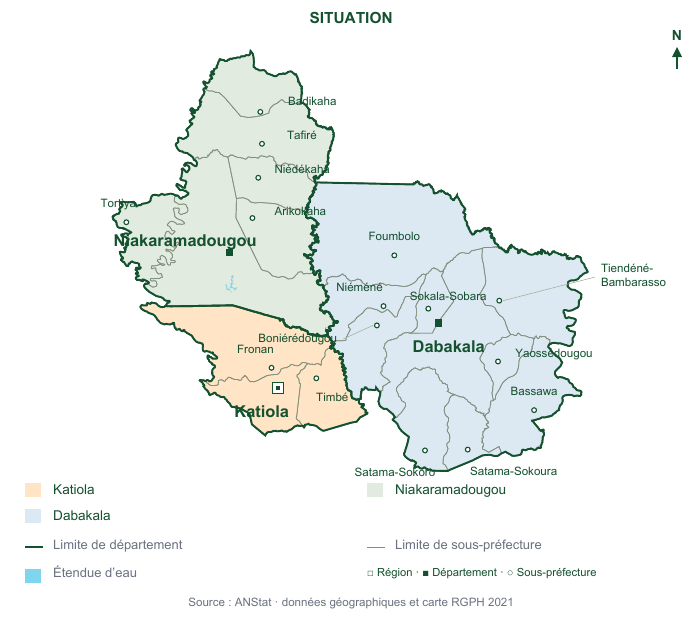 SITUATION
N
Badikaha
Tafiré
Niédékaha
Tortiya
Arikokaha
Niakaramadougou
Foumbolo
Tiendéné-
Bambarasso
Niéméné
Sokala-Sobara
Boniérédougou
Fronan
Dabakala
Yaossédougou
Bassawa
Timbé
Katiola
Satama-Sokoro
Satama-Sokoura
Katiola
Niakaramadougou
Dabakala
Limite de département
Limite de sous-préfecture
Étendue d'eau
□ Région · ■ Département · ○ Sous-préfecture
Source : ANStat · données géographiques et carte RGPH 2021